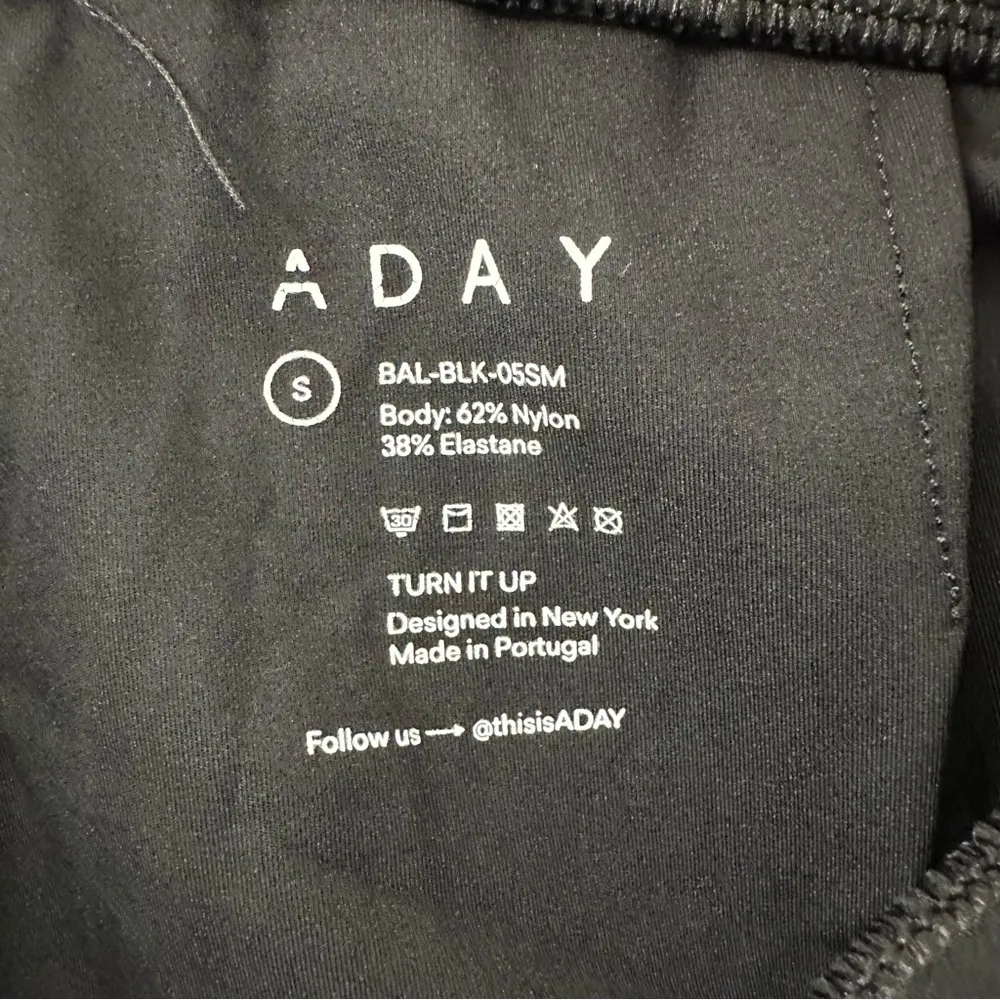 ADAY
S
BAL-BLK-05SM
Body: 62% Nylon
38% Elastane
30
TURN IT UP
Designed in New York
Made in Portugal
Follow us → @thisisADAY